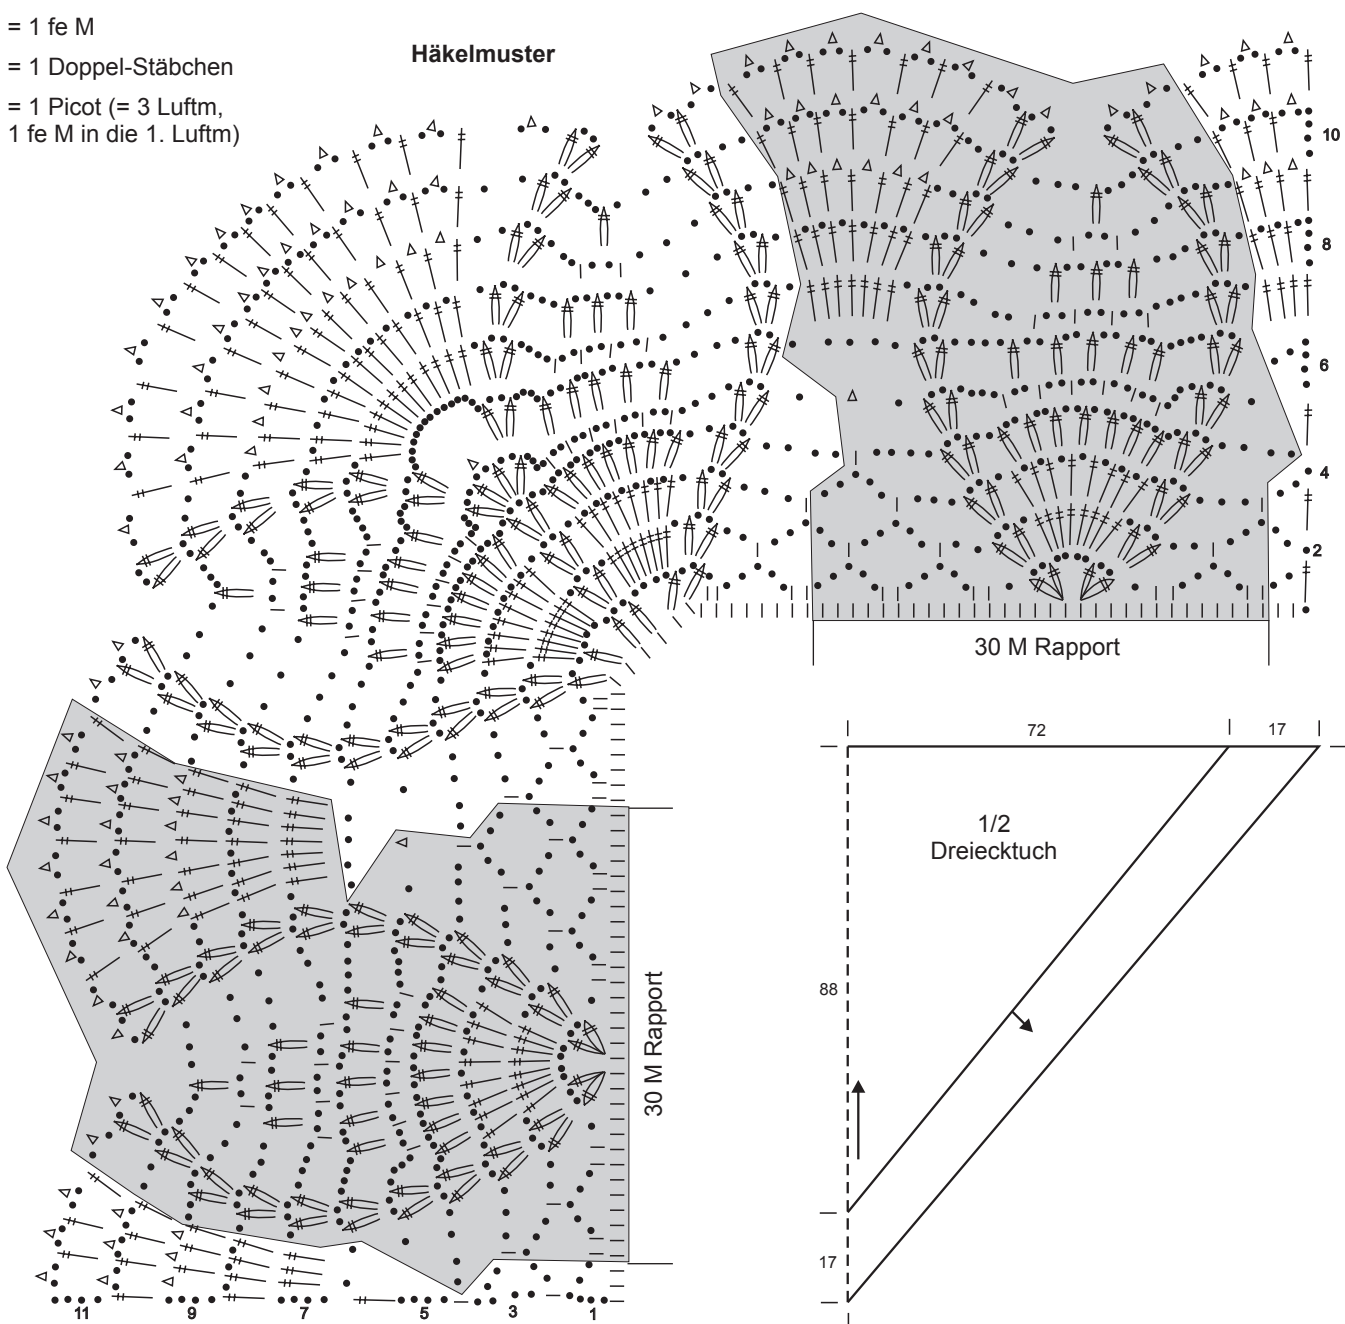 = 1 fe M
= 1 Doppel-Stäbchen
= 1 Picot (= 3 Luftm,
1 fe M in die 1. Luftm)
Häkelmuster
10
8
6
4
2
30 M Rapport
30 M Rapport
11
9
7
5
3
1
72
17
1/2
Dreiecktuch
88
17